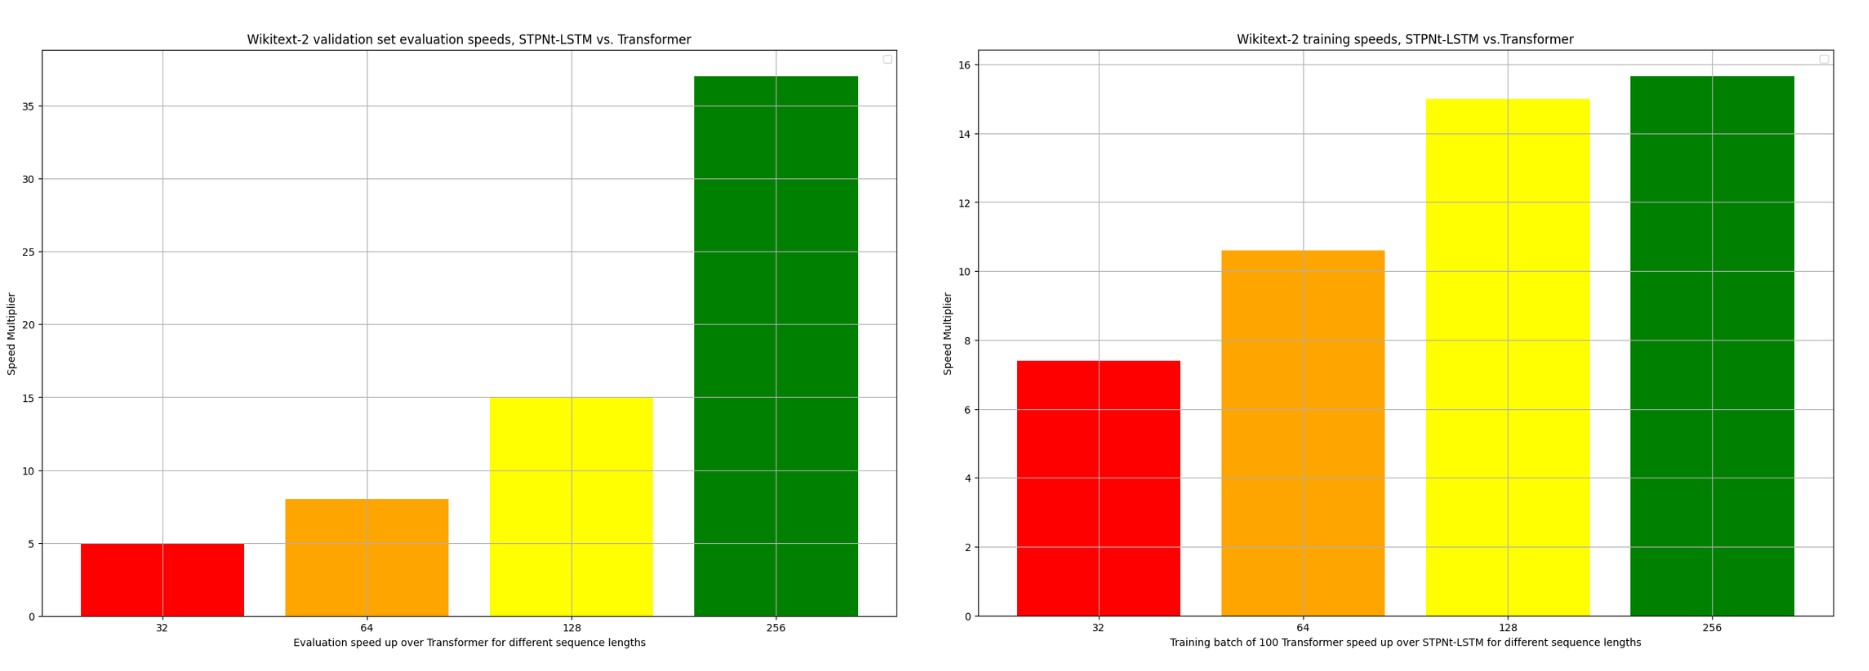 Wikitext-2 validation set evaluation speeds, STPNt-LSTM vs. Transformer
35
30
25
20
15
10
5
0
Speed Multiplier
32 64 128 256
Evaluation speed up over Transformer for different sequence lengths
Wikitext-2 training speeds, STPNt-LSTM vs.Transformer
16
14
12
10
8
6
4
2
0
Speed Multiplier
32 64 128 256
Training batch of 100 Transformer speed up over STPNt-LSTM for different sequence lengths